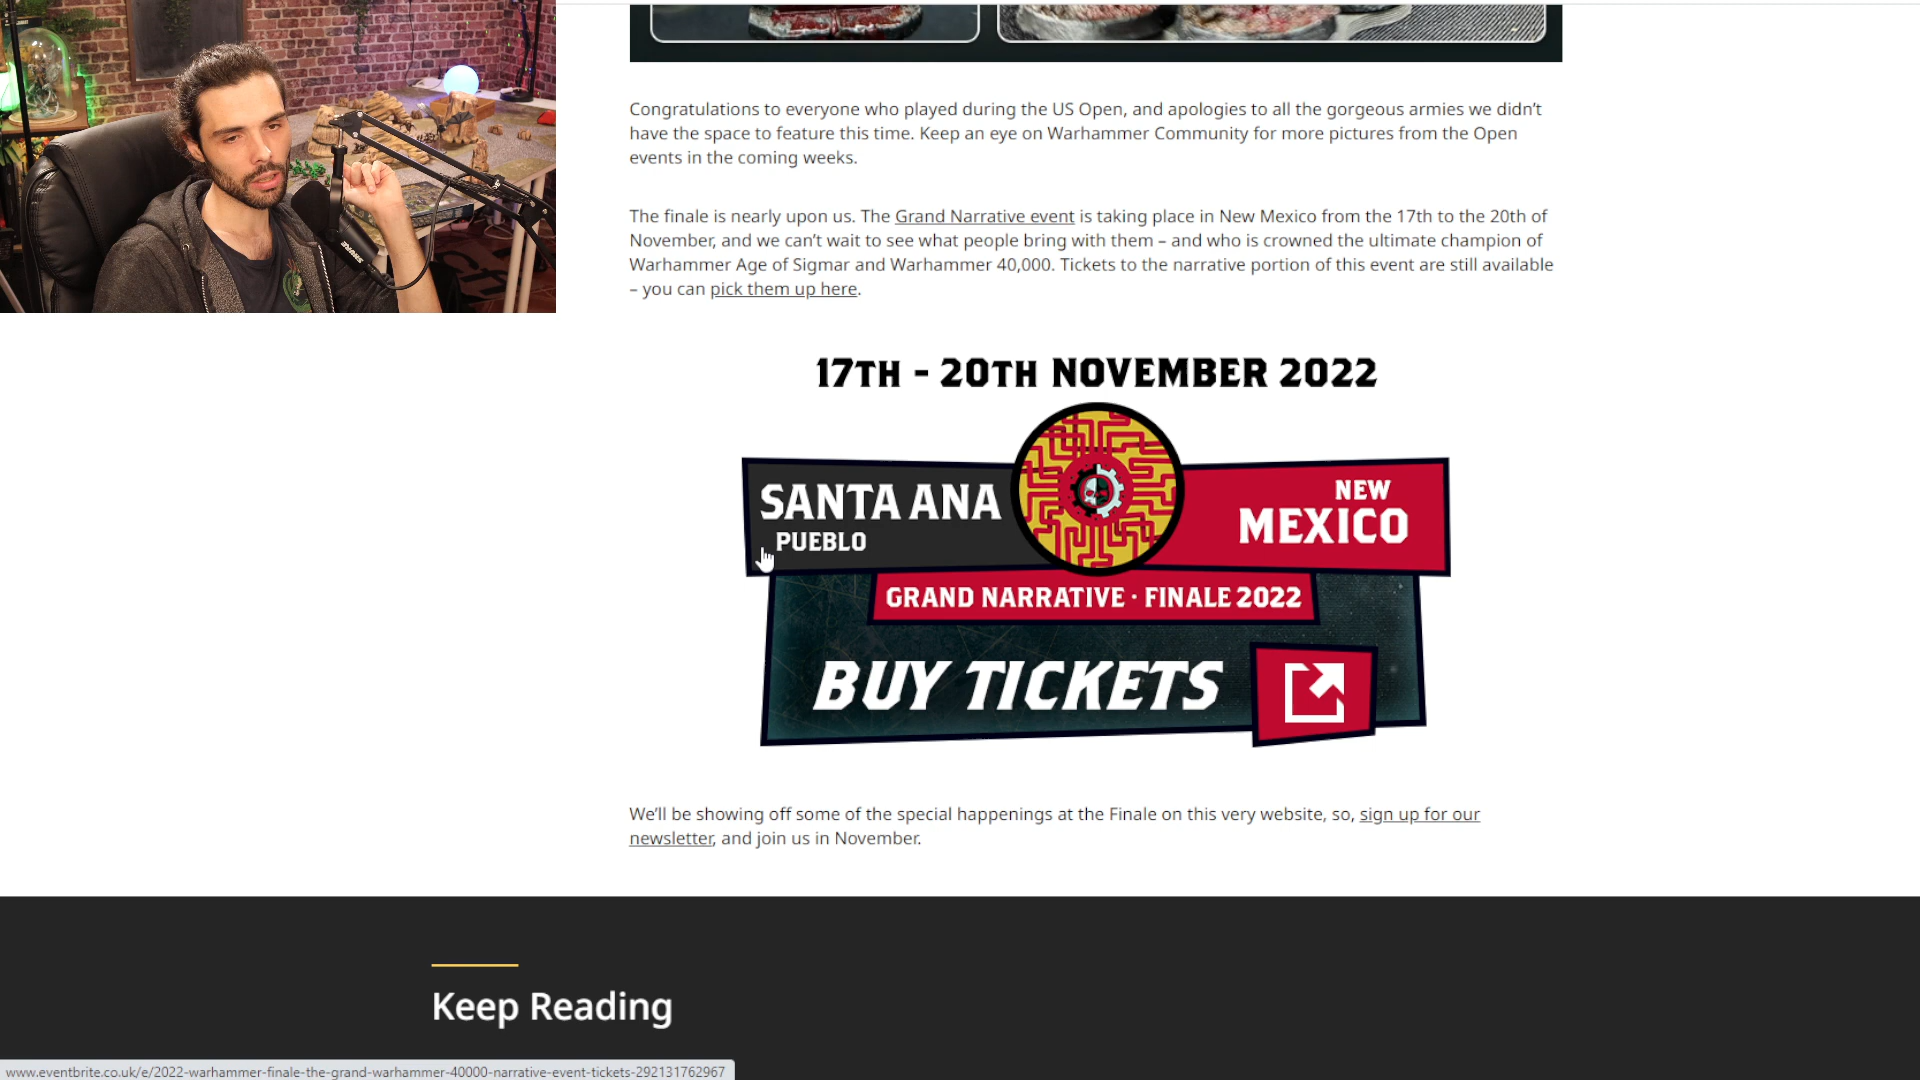 Congratulations to everyone who played during the US Open, and apologies to all the gorgeous armies we didn’t
have the space to feature this time. Keep an eye on Warhammer Community for more pictures from the Open
events in the coming weeks.
The finale is nearly upon us. The Grand Narrative event is taking place in New Mexico from the 17th to the 20th of
November, and we can’t wait to see what people bring with them – and who is crowned the ultimate champion of
Warhammer Age of Sigmar and Warhammer 40,000. Tickets to the narrative portion of this event are still available
– you can pick them up here.
17TH - 20TH NOVEMBER 2022
SANTA ANA
PUEBLO
NEW
MEXICO
GRAND NARRATIVE · FINALE 2022
BUY TICKETS
We’ll be showing off some of the special happenings at the Finale on this very website, so, sign up for our
newsletter, and join us in November.
Keep Reading
www.eventbrite.co.uk/e/2022-warhammer-finale-the-grand-warhammer-40000-narrative-event-tickets-292131762967